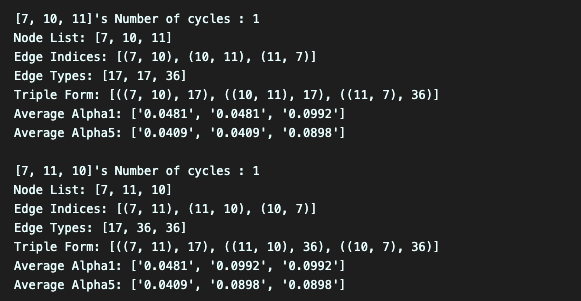 [7, 10, 11]'s Number of cycles : 1
Node List: [7, 10, 11]
Edge Indices: [(7, 10), (10, 11), (11, 7)]
Edge Types: [17, 17, 36]
Triple Form: [((7, 10), 17), ((10, 11), 17), ((11, 7), 36)]
Average Alpha1: ['0.0481', '0.0481', '0.0992']
Average Alpha5: ['0.0409', '0.0409', '0.0898']
[7, 11, 10]'s Number of cycles : 1
Node List: [7, 11, 10]
Edge Indices: [(7, 11), (11, 10), (10, 7)]
Edge Types: [17, 36, 36]
Triple Form: [((7, 11), 17), ((11, 10), 36), ((10, 7), 36)]
Average Alpha1: ['0.0481', '0.0992', '0.0992']
Average Alpha5: ['0.0409', '0.0898', '0.0898']